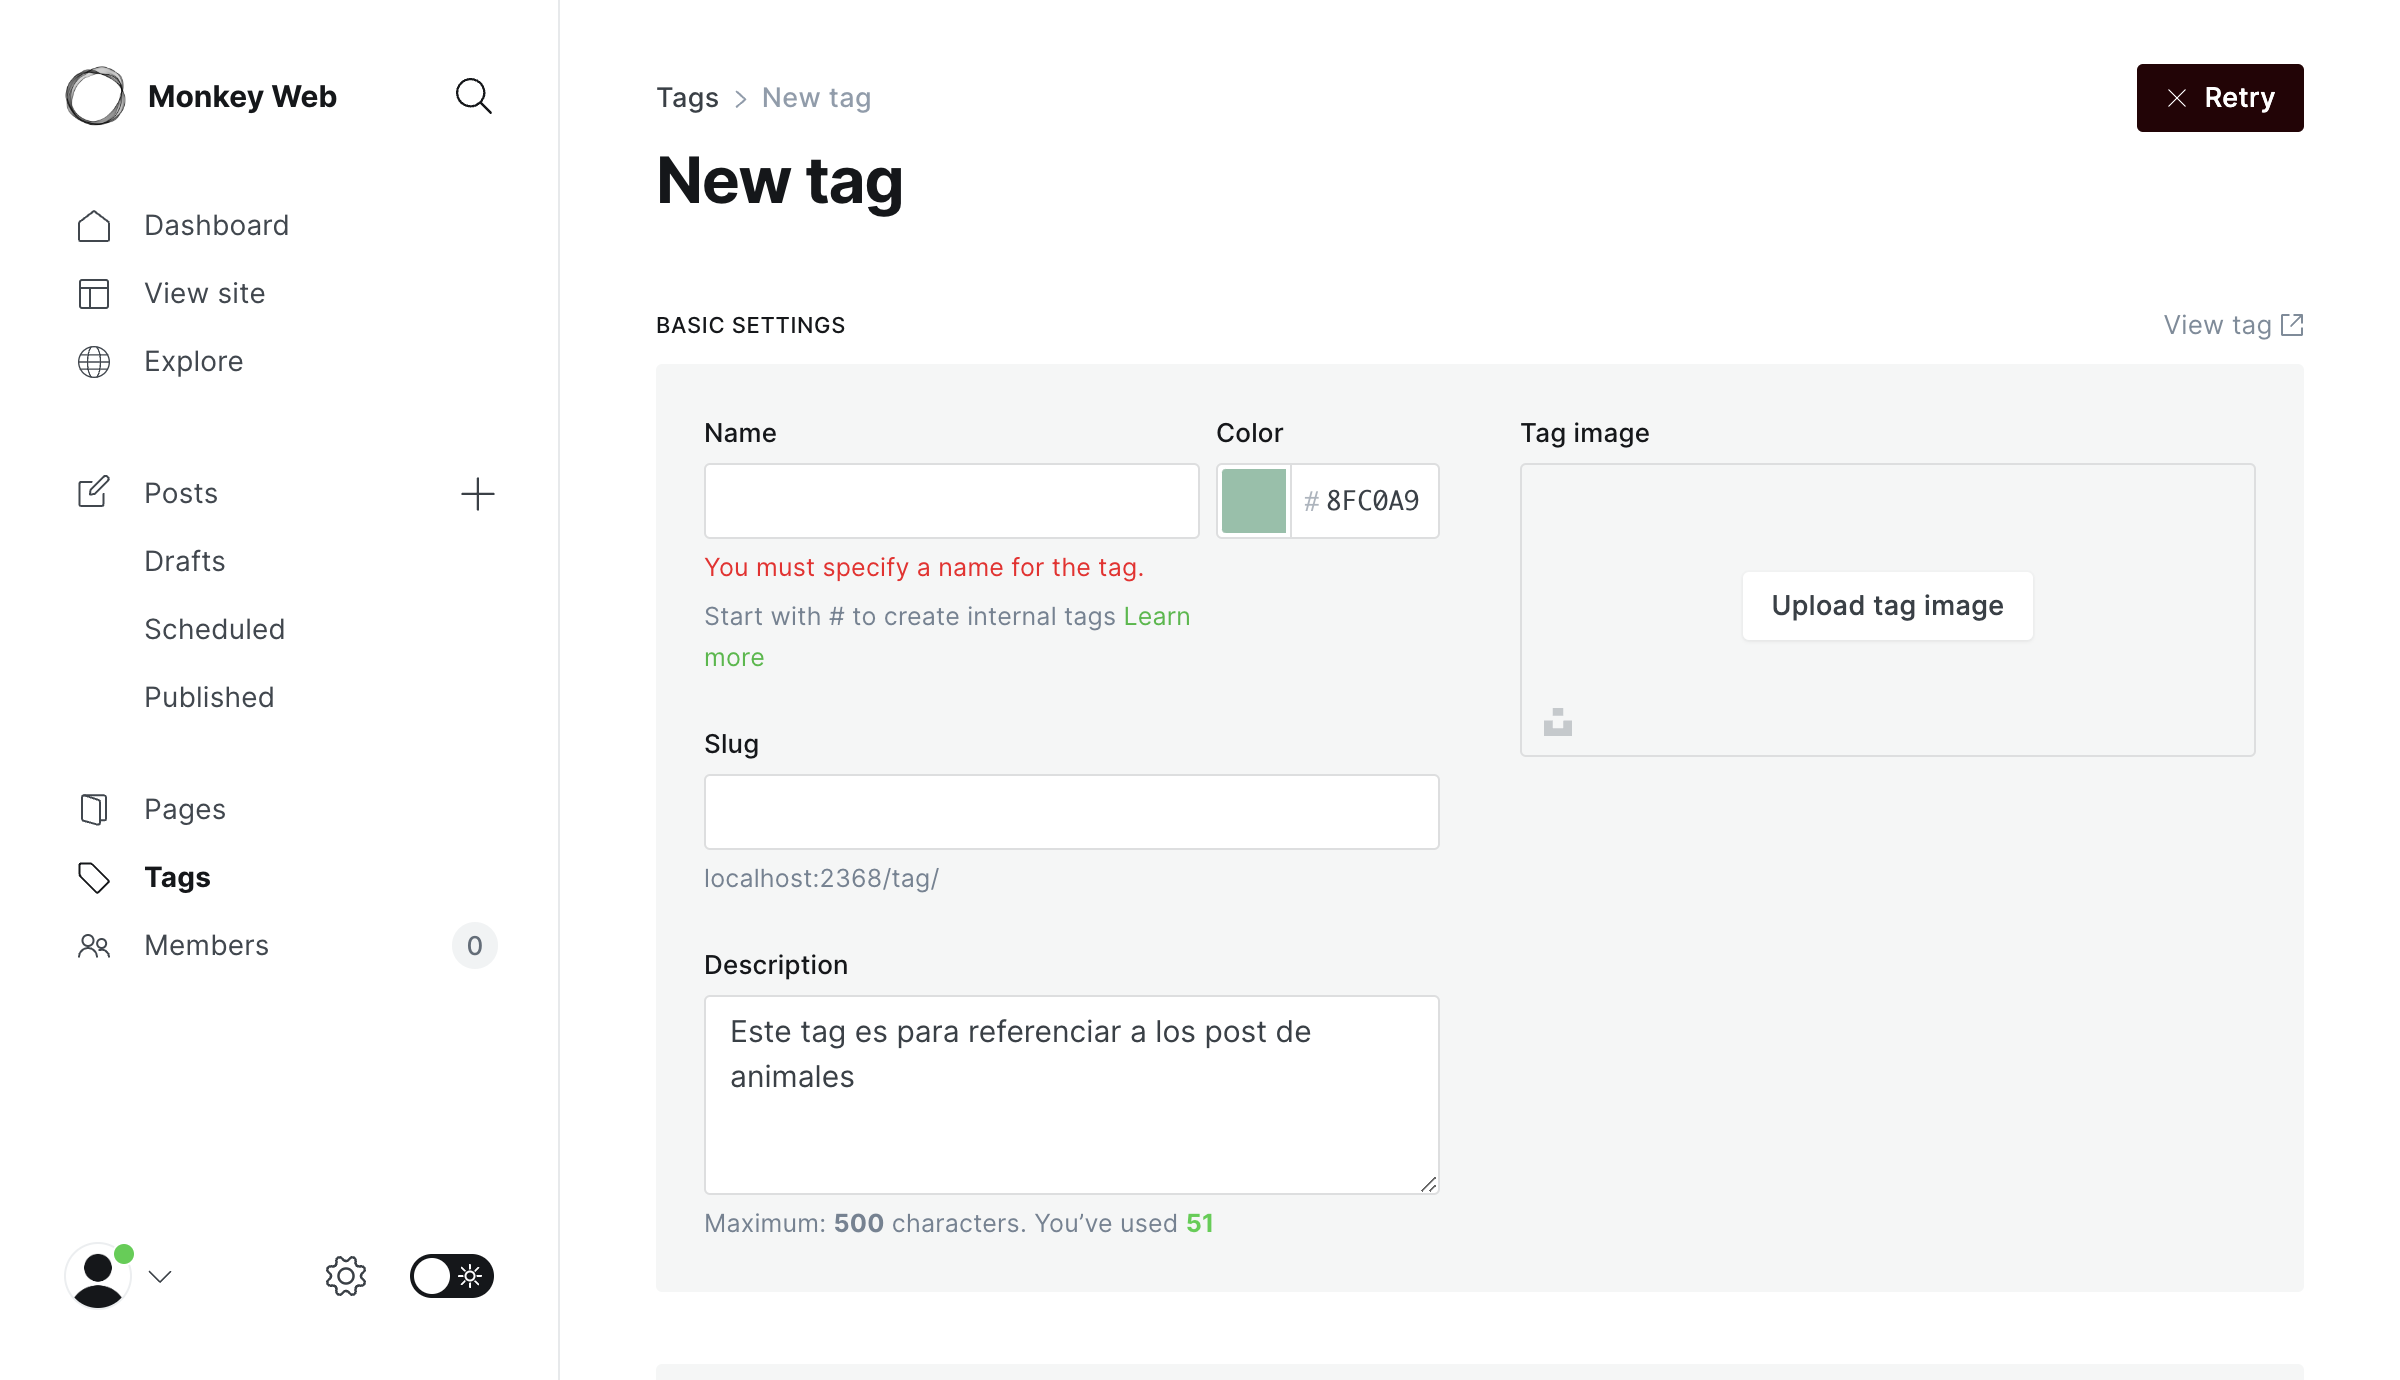 Monkey Web
Dashboard
View site
Explore
Posts
Drafts
Scheduled
Published
Pages
Tags
Members
0
Tags > New tag
Retry
New tag
BASIC SETTINGS
View tag
Name
Color
# 8FC0A9
You must specify a name for the tag.
Start with # to create internal tags Learn
more
Slug
localhost:2368/tag/
Description
Este tag es para referenciar a los post de
animales
Maximum: 500 characters. You’ve used 51
Tag image
Upload tag image